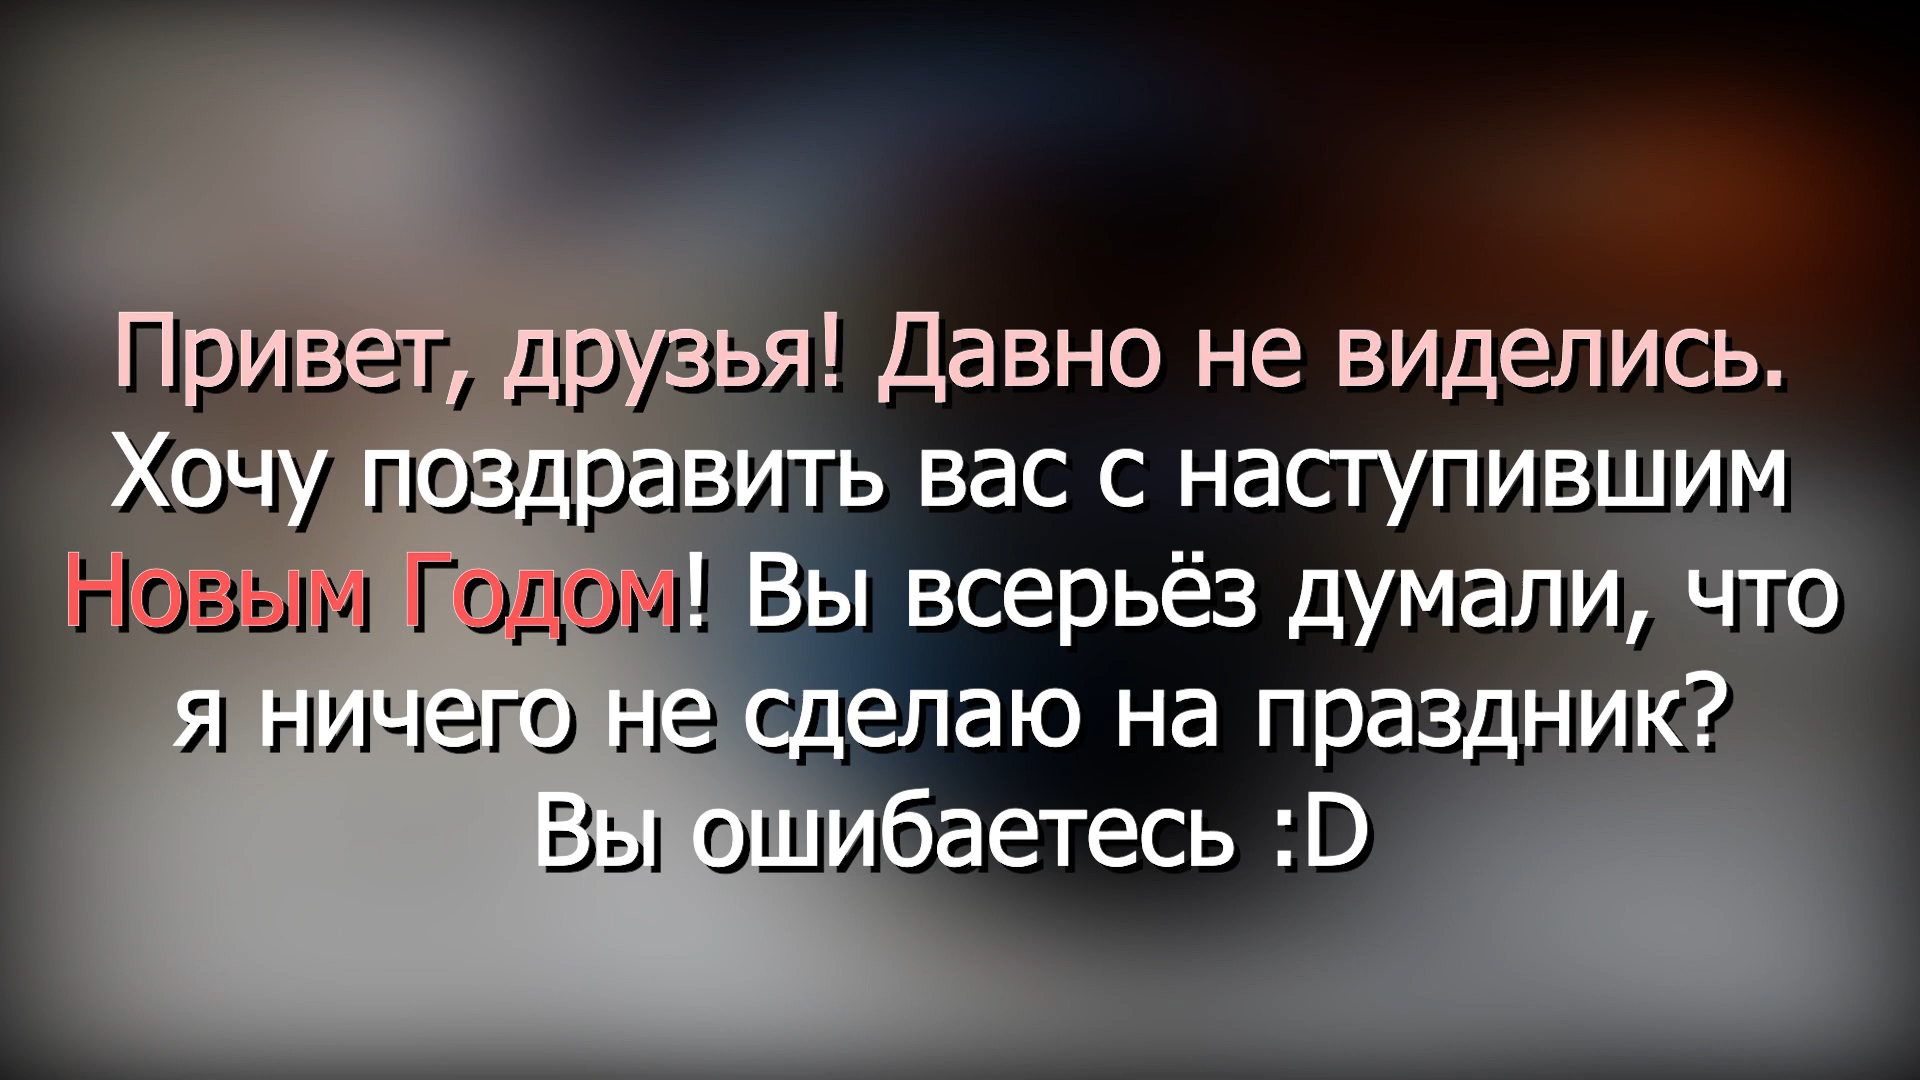 Привет, друзья! Давно не виделись.
Хочу поздравить вас с наступившим
Новым Годом! Вы всерьёз думали, что
я ничего не сделаю на праздник?
Вы ошибаетесь :D